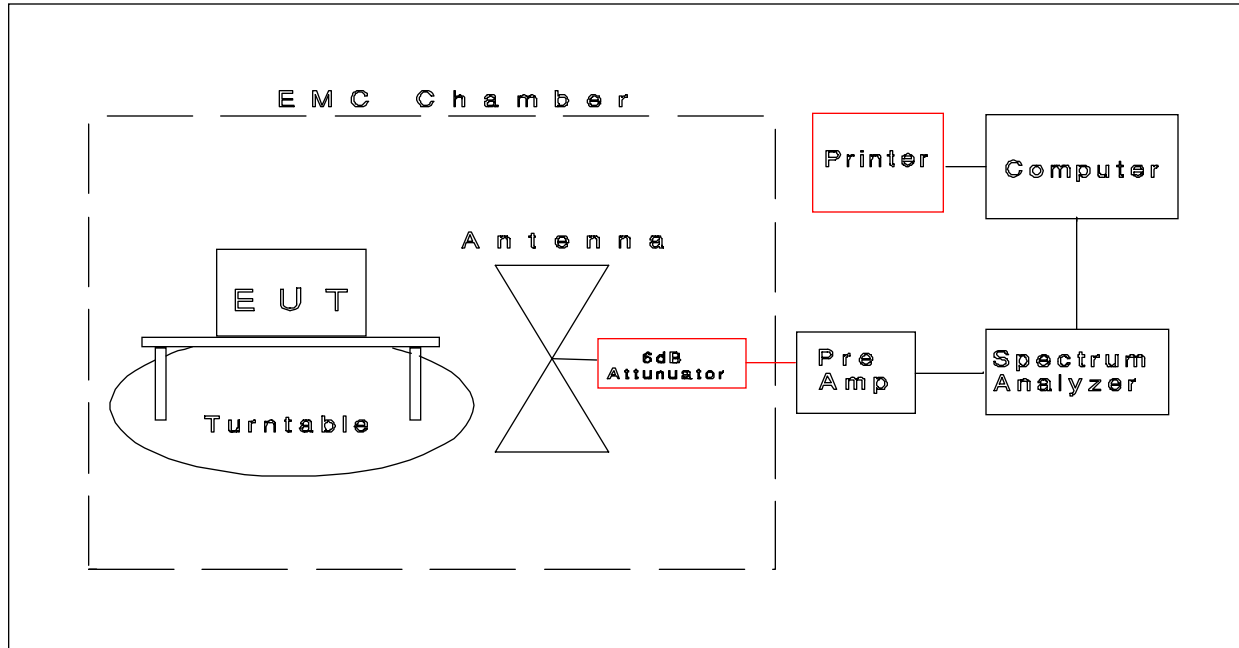 EMC Chamber
Printer
Computer
Antenna
EUT
6dB
Attunuator
Pre
Amp
Spectrum
Analyzer
Turntable